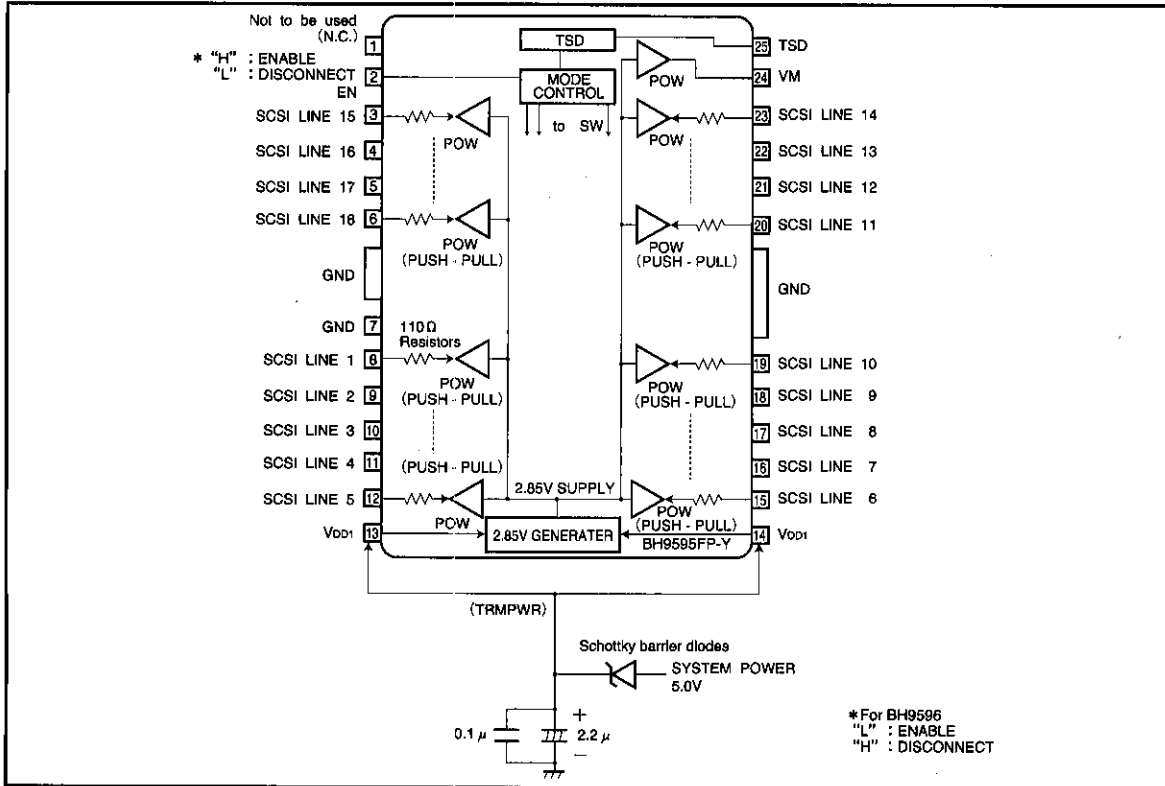 Not to be used
(N.C.)
1
* "H" : ENABLE
"L" : DISCONNECT
2
EN
SCSI LINE 15
3
SCSI LINE 16
4
SCSI LINE 17
5
SCSI LINE 16
6
GND
GND
7
SCSI LINE 1
8
SCSI LINE 2
9
SCSI LINE 3
10
SCSI LINE 4
11
SCSI LINE 5
12
VDD1
13
TSD
MODE
CONTROL
to SW
POW
POW
(PUSH - PULL)
110Ω
Resistors
POW
(PUSH - PULL)
(PUSH - PULL)
POW
2.85V SUPPLY
2.85V GENERATER
POW
POW
POW
(PUSH - PULL)
POW
(PUSH - PULL)
POW
(PUSH - PULL)
BH9595FP-Y
25 TSD
24 VM
23 SCSI LINE 14
22 SCSI LINE 13
21 SCSI LINE 12
20 SCSI LINE 11
GND
19 SCSI LINE 10
18 SCSI LINE 9
17 SCSI LINE 8
16 SCSI LINE 7
15 SCSI LINE 6
14 VDD1
(TRMPWR)
Schottky barrier diodes
SYSTEM POWER
5.0V
0.1 μ
+
2.2 μ
−
* For BH9596
"L" : ENABLE
"H" : DISCONNECT